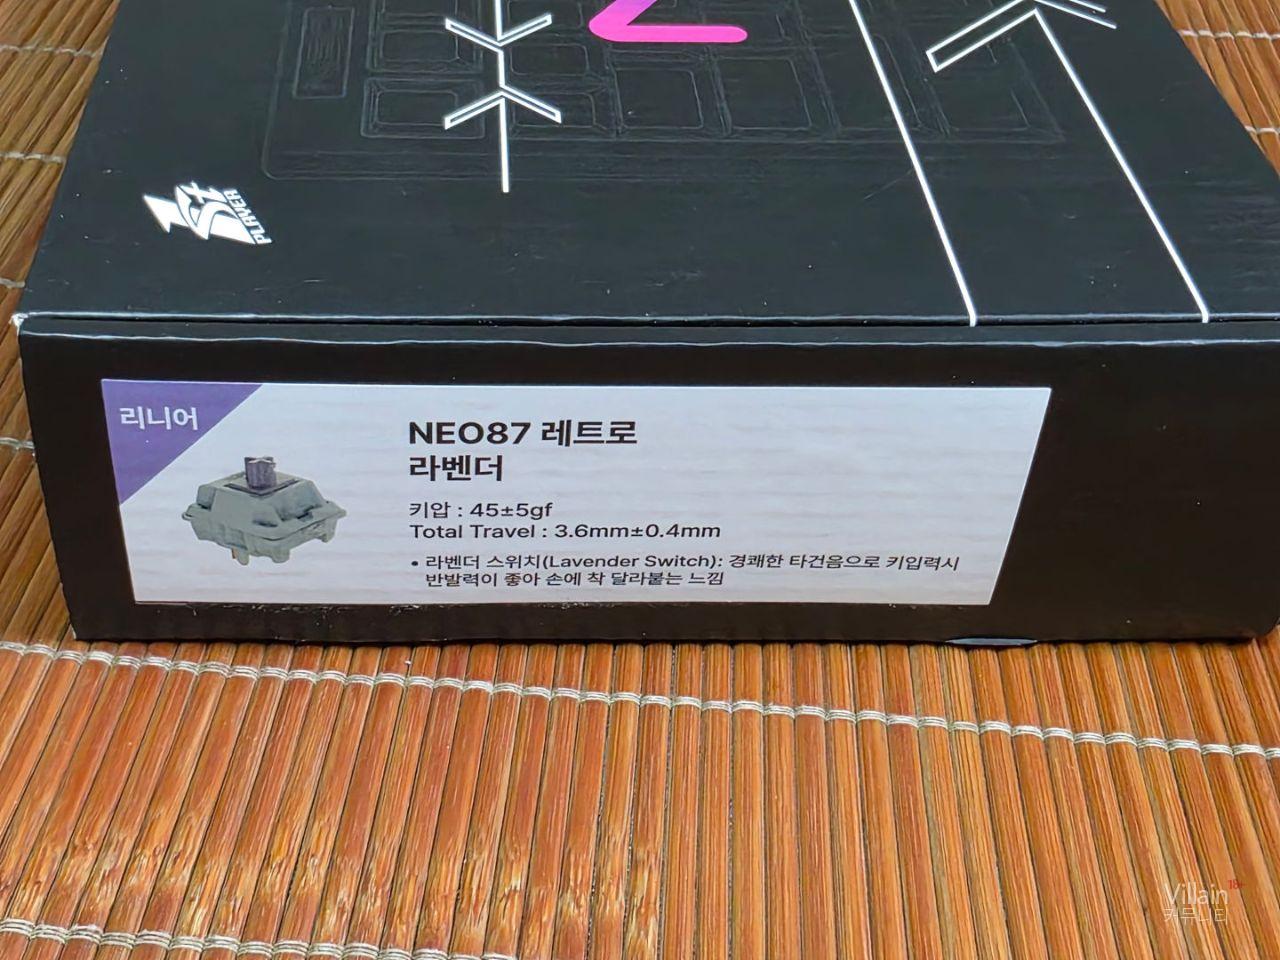 1st PLAYER
리니어
NEO87 레트로
라벤더
키압 : 45±5gf
Total Travel : 3.6mm±0.4mm
• 라벤더 스위치(Lavender Switch): 경쾌한 타건음으로 키입력시
반발력이 좋아 손에 착 달라붙는 느낌
Villain 18+
커뮤니티